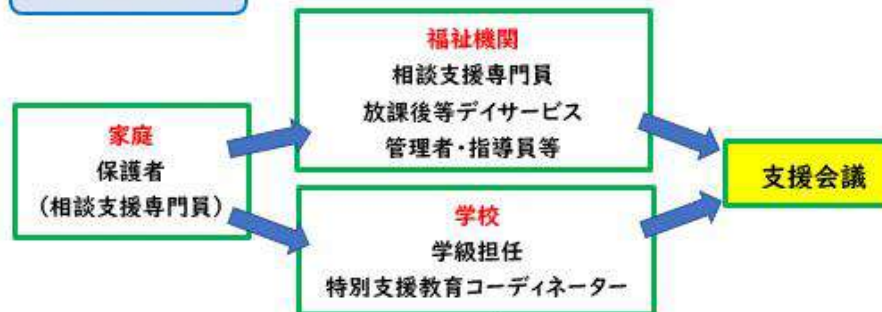 福祉機関
相談支援専門員
放課後等デイサービス
管理者・指導員等
家庭
保護者
(相談支援専門員)
支援会議
学校
学級担任
特別支援教育コーディネーター